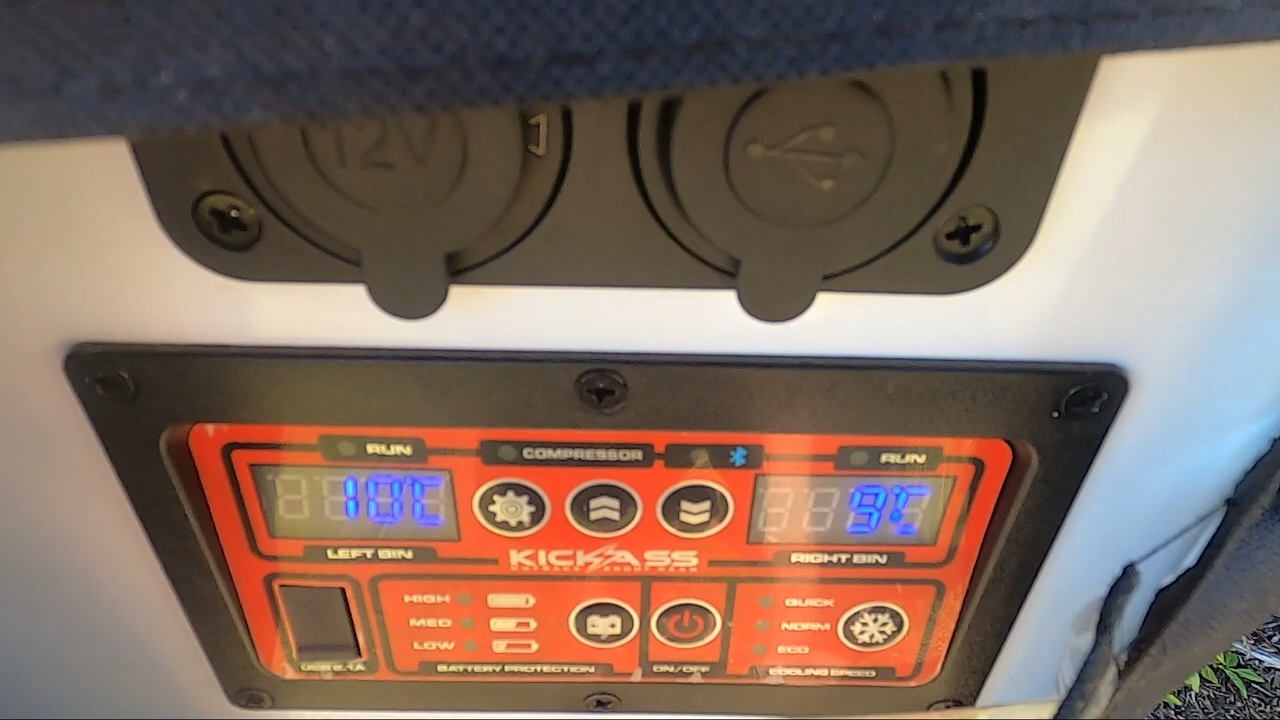 12V
RUN
COMPRESSOR
RUN
10℃
9℃
LEFT BIN
KICKASS
RIGHT BIN
HIGH
MED
LOW
QUICK
NORM
ECO
USB 2.1A
BATTERY PROTECTION
ON/OFF
COOLING SPEED